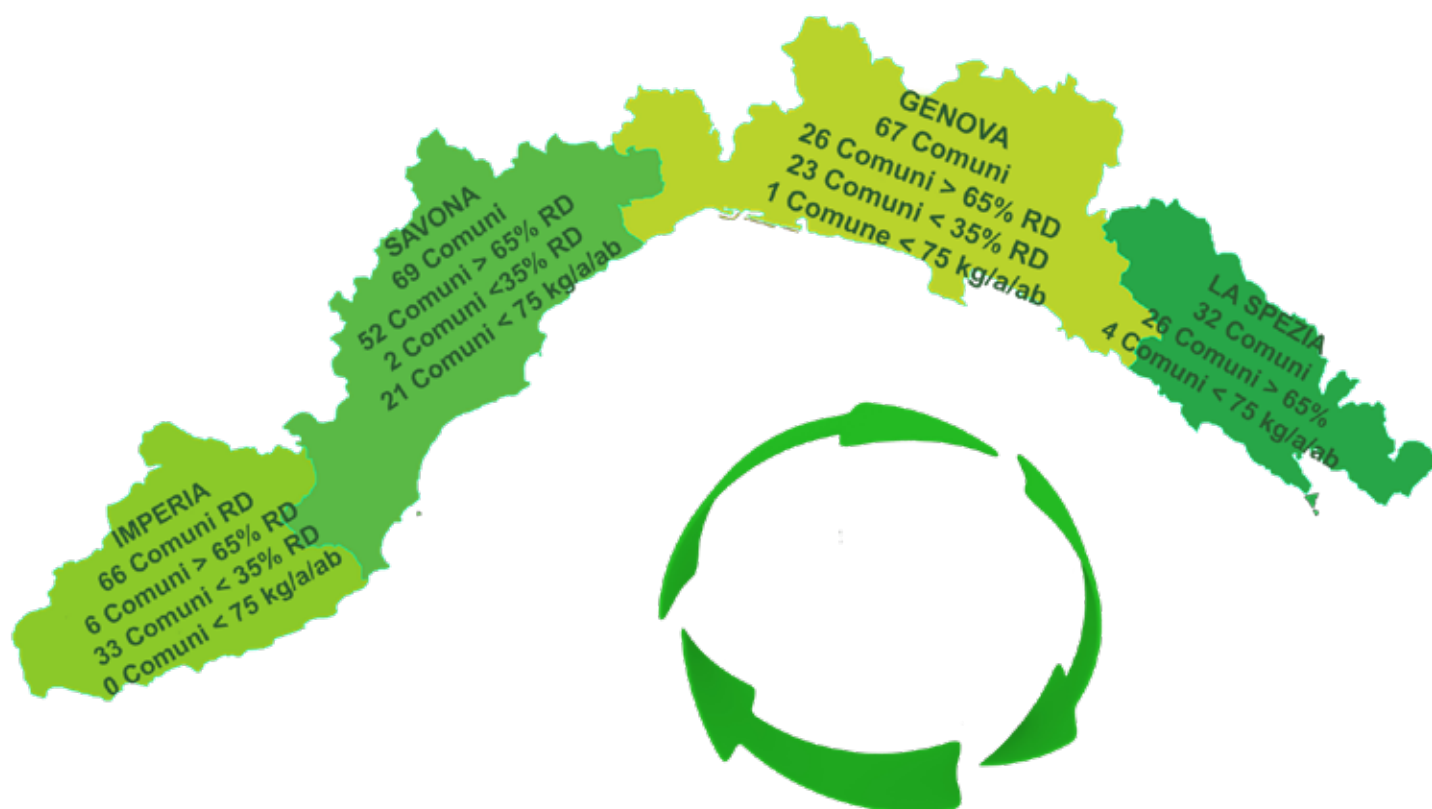 IMPERIA
66 Comuni RD
6 Comuni > 65% RD
33 Comuni < 35% RD
0 Comuni < 75 kg/a/ab
SAVONA
69 Comuni
52 Comuni > 65% RD
2 Comuni <35% RD
21 Comuni < 75 kg/a/ab
GENOVA
67 Comuni
26 Comuni > 65% RD
23 Comuni < 35% RD
1 Comune < 75 kg/a/ab
LA SPEZIA
32 Comuni
26 Comuni > 65%
4 Comuni < 75 kg/a/ab